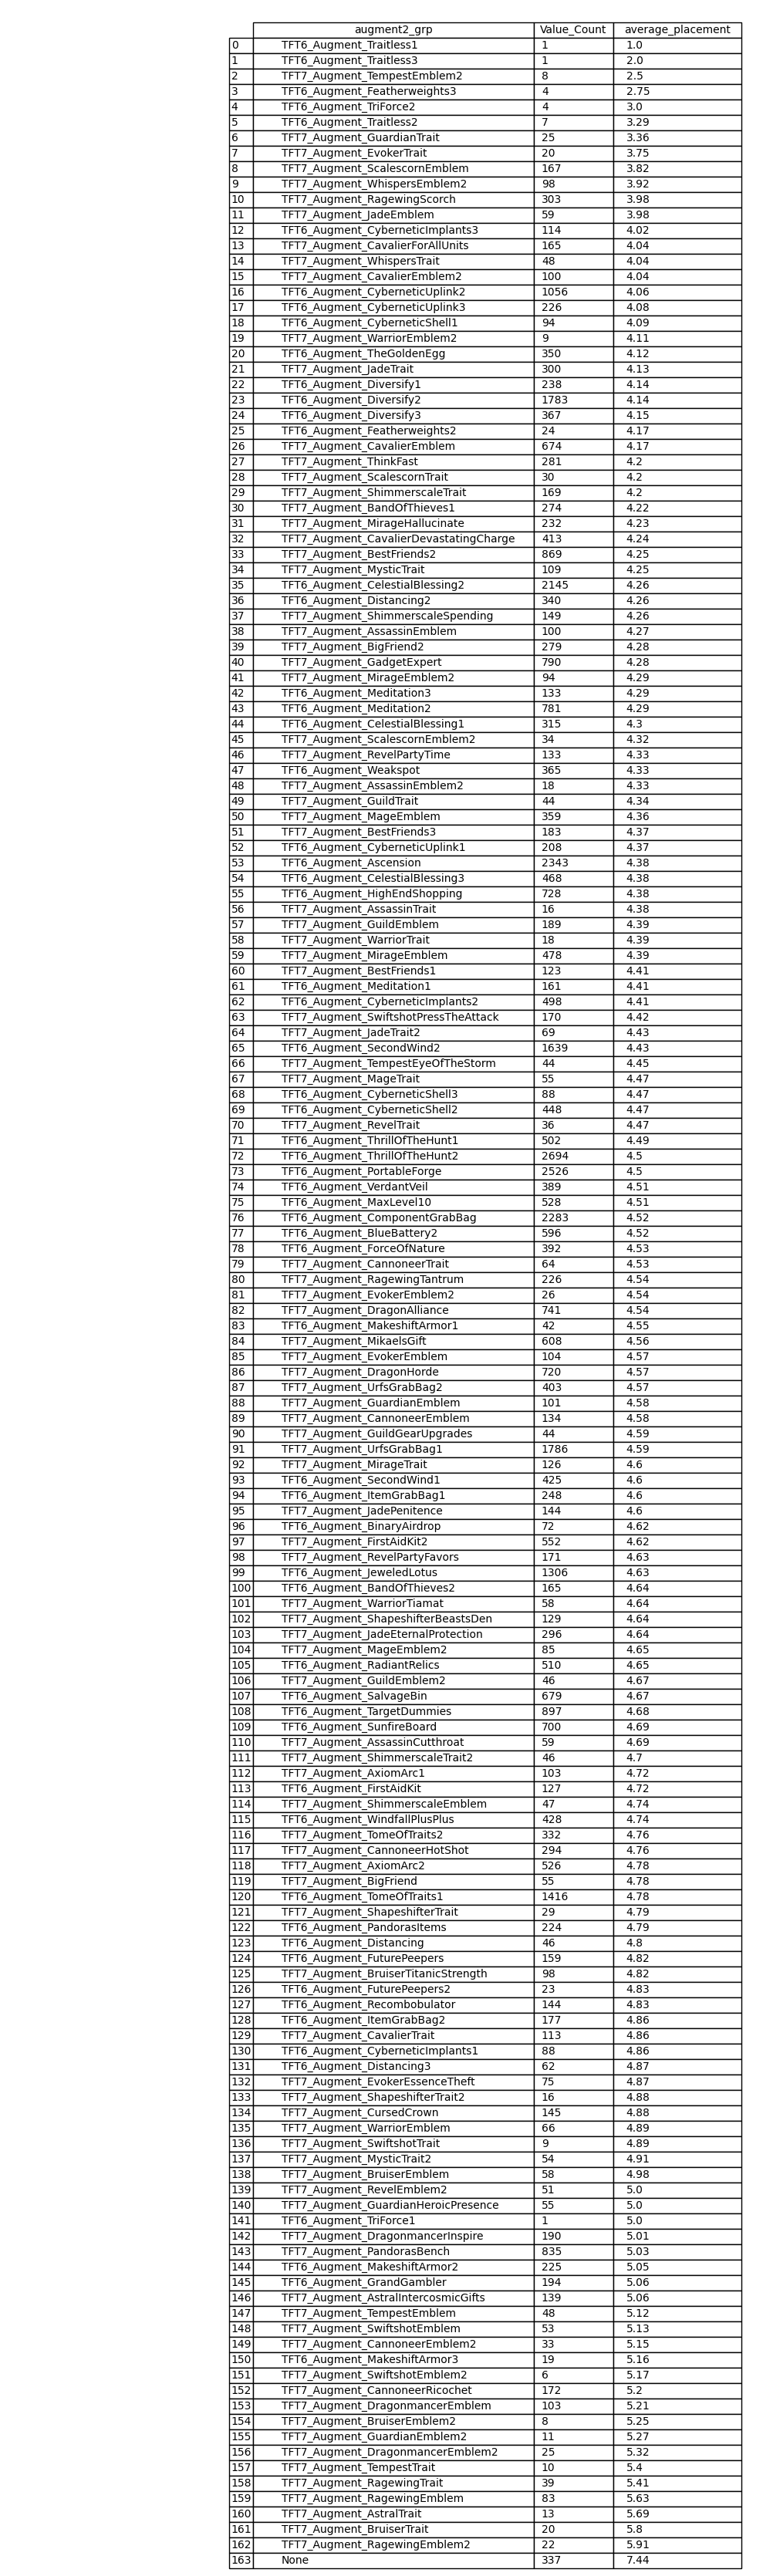 augment2_grp Value_Count average_placement
0 TFT6_Augment_Traitless1 1 1.0
1 TFT6_Augment_Traitless3 1 2.0
2 TFT7_Augment_TempestEmblem2 8 2.5
3 TFT6_Augment_Featherweights3 4 2.75
4 TFT6_Augment_TriForce2 4 3.0
5 TFT6_Augment_Traitless2 7 3.29
6 TFT7_Augment_GuardianTrait 25 3.36
7 TFT7_Augment_EvokerTrait 20 3.75
8 TFT7_Augment_ScalescornEmblem 167 3.82
9 TFT7_Augment_WhispersEmblem2 98 3.92
10 TFT7_Augment_RagewingScorch 303 3.98
11 TFT7_Augment_JadeEmblem 59 3.98
12 TFT6_Augment_CyberneticImplants3 114 4.02
13 TFT7_Augment_CavalierForAllUnits 165 4.04
14 TFT7_Augment_WhispersTrait 48 4.04
15 TFT7_Augment_CavalierEmblem2 100 4.04
16 TFT6_Augment_CyberneticUplink2 1056 4.06
17 TFT6_Augment_CyberneticUplink3 226 4.08
18 TFT6_Augment_CyberneticShell1 94 4.09
19 TFT7_Augment_WarriorEmblem2 9 4.11
20 TFT6_Augment_TheGoldenEgg 350 4.12
21 TFT7_Augment_JadeTrait 300 4.13
22 TFT6_Augment_Diversify1 238 4.14
23 TFT6_Augment_Diversify2 1783 4.14
24 TFT6_Augment_Diversify3 367 4.15
25 TFT6_Augment_Featherweights2 24 4.17
26 TFT7_Augment_CavalierEmblem 674 4.17
27 TFT7_Augment_ThinkFast 281 4.2
28 TFT7_Augment_ScalescornTrait 30 4.2
29 TFT7_Augment_ShimmerscaleTrait 169 4.2
30 TFT7_Augment_BandOfThieves1 274 4.22
31 TFT7_Augment_MirageHallucinate 232 4.23
32 TFT7_Augment_CavalierDevastatingCharge 413 4.24
33 TFT7_Augment_BestFriends2 869 4.25
34 TFT7_Augment_MysticTrait 109 4.25
35 TFT6_Augment_CelestialBlessing2 2145 4.26
36 TFT6_Augment_Distancing2 340 4.26
37 TFT7_Augment_ShimmerscaleSpending 149 4.26
38 TFT7_Augment_AssassinEmblem 100 4.27
39 TFT7_Augment_BigFriend2 279 4.28
40 TFT7_Augment_GadgetExpert 790 4.28
41 TFT7_Augment_MirageEmblem2 94 4.29
42 TFT6_Augment_Meditation3 133 4.29
43 TFT6_Augment_Meditation2 781 4.29
44 TFT6_Augment_CelestialBlessing1 315 4.3
45 TFT7_Augment_ScalescornEmblem2 34 4.32
46 TFT7_Augment_RevelPartyTime 133 4.33
47 TFT6_Augment_Weakspot 365 4.33
48 TFT7_Augment_AssassinEmblem2 18 4.33
49 TFT7_Augment_GuildTrait 44 4.34
50 TFT7_Augment_MageEmblem 359 4.36
51 TFT7_Augment_BestFriends3 183 4.37
52 TFT6_Augment_CyberneticUplink1 208 4.37
53 TFT6_Augment_Ascension 2343 4.38
54 TFT6_Augment_CelestialBlessing3 468 4.38
55 TFT6_Augment_HighEndShopping 728 4.38
56 TFT7_Augment_AssassinTrait 16 4.38
57 TFT7_Augment_GuildEmblem 189 4.39
58 TFT7_Augment_WarriorTrait 18 4.39
59 TFT7_Augment_MirageEmblem 478 4.39
60 TFT7_Augment_BestFriends1 123 4.41
61 TFT6_Augment_Meditation1 161 4.41
62 TFT6_Augment_CyberneticImplants2 498 4.41
63 TFT7_Augment_SwiftshotPressTheAttack 170 4.42
64 TFT7_Augment_JadeTrait2 69 4.43
65 TFT6_Augment_SecondWind2 1639 4.43
66 TFT7_Augment_TempestEyeOfTheStorm 44 4.45
67 TFT7_Augment_MageTrait 55 4.47
68 TFT6_Augment_CyberneticShell3 88 4.47
69 TFT6_Augment_CyberneticShell2 448 4.47
70 TFT7_Augment_RevelTrait 36 4.47
71 TFT6_Augment_ThrillOfTheHunt1 502 4.49
72 TFT6_Augment_ThrillOfTheHunt2 2694 4.5
73 TFT6_Augment_PortableForge 2526 4.5
74 TFT6_Augment_VerdantVeil 389 4.51
75 TFT6_Augment_MaxLevel10 528 4.51
76 TFT6_Augment_ComponentGrabBag 2283 4.52
77 TFT6_Augment_BlueBattery2 596 4.52
78 TFT6_Augment_ForceOfNature 392 4.53
79 TFT7_Augment_CannoneerTrait 64 4.53
80 TFT7_Augment_RagewingTantrum 226 4.54
81 TFT7_Augment_EvokerEmblem2 26 4.54
82 TFT7_Augment_DragonAlliance 741 4.54
83 TFT6_Augment_MakeshiftArmor1 42 4.55
84 TFT7_Augment_MikaelsGift 608 4.56
85 TFT7_Augment_EvokerEmblem 104 4.57
86 TFT7_Augment_DragonHorde 720 4.57
87 TFT7_Augment_UrfsGrabBag2 403 4.57
88 TFT7_Augment_GuardianEmblem 101 4.58
89 TFT7_Augment_CannoneerEmblem 134 4.58
90 TFT7_Augment_GuildGearUpgrades 44 4.59
91 TFT7_Augment_UrfsGrabBag1 1786 4.59
92 TFT7_Augment_MirageTrait 126 4.6
93 TFT6_Augment_SecondWind1 425 4.6
94 TFT6_Augment_ItemGrabBag1 248 4.6
95 TFT7_Augment_JadePenitence 144 4.6
96 TFT6_Augment_BinaryAirdrop 72 4.62
97 TFT7_Augment_FirstAidKit2 552 4.62
98 TFT7_Augment_RevelPartyFavors 171 4.63
99 TFT6_Augment_JeweledLotus 1306 4.63
100 TFT6_Augment_BandOfThieves2 165 4.64
101 TFT7_Augment_WarriorTiamat 58 4.64
102 TFT7_Augment_ShapeshifterBeastsDen 129 4.64
103 TFT7_Augment_JadeEternalProtection 296 4.64
104 TFT7_Augment_MageEmblem2 85 4.65
105 TFT6_Augment_RadiantRelics 510 4.65
106 TFT7_Augment_GuildEmblem2 46 4.67
107 TFT6_Augment_SalvageBin 679 4.67
108 TFT6_Augment_TargetDummies 897 4.68
109 TFT6_Augment_SunfireBoard 700 4.69
110 TFT7_Augment_AssassinCutthroat 59 4.69
111 TFT7_Augment_ShimmerscaleTrait2 46 4.7
112 TFT7_Augment_AxiomArc1 103 4.72
113 TFT6_Augment_FirstAidKit 127 4.72
114 TFT7_Augment_ShimmerscaleEmblem 47 4.74
115 TFT6_Augment_WindfallPlusPlus 428 4.74
116 TFT7_Augment_TomeOfTraits2 332 4.76
117 TFT7_Augment_CannoneerHotShot 294 4.76
118 TFT7_Augment_AxiomArc2 526 4.78
119 TFT7_Augment_BigFriend 55 4.78
120 TFT6_Augment_TomeOfTraits1 1416 4.78
121 TFT7_Augment_ShapeshifterTrait 29 4.79
122 TFT6_Augment_PandorasItems 224 4.79
123 TFT6_Augment_Distancing 46 4.8
124 TFT6_Augment_FuturePeepers 159 4.82
125 TFT7_Augment_BruiserTitanicStrength 98 4.82
126 TFT6_Augment_FuturePeepers2 23 4.83
127 TFT6_Augment_Recombobulator 144 4.83
128 TFT6_Augment_ItemGrabBag2 177 4.86
129 TFT7_Augment_CavalierTrait 113 4.86
130 TFT6_Augment_CyberneticImplants1 88 4.86
131 TFT6_Augment_Distancing3 62 4.87
132 TFT7_Augment_EvokerEssenceTheft 75 4.87
133 TFT7_Augment_ShapeshifterTrait2 16 4.88
134 TFT7_Augment_CursedCrown 145 4.88
135 TFT7_Augment_WarriorEmblem 66 4.89
136 TFT7_Augment_SwiftshotTrait 9 4.89
137 TFT7_Augment_MysticTrait2 54 4.91
138 TFT7_Augment_BruiserEmblem 58 4.98
139 TFT7_Augment_RevelEmblem2 51 5.0
140 TFT7_Augment_GuardianHeroicPresence 55 5.0
141 TFT6_Augment_TriForce1 1 5.0
142 TFT7_Augment_DragonmancerInspire 190 5.01
143 TFT7_Augment_PandorasBench 835 5.03
144 TFT6_Augment_MakeshiftArmor2 225 5.05
145 TFT6_Augment_GrandGambler 194 5.06
146 TFT7_Augment_AstralIntercosmicGifts 139 5.06
147 TFT7_Augment_TempestEmblem 48 5.12
148 TFT7_Augment_SwiftshotEmblem 53 5.13
149 TFT7_Augment_CannoneerEmblem2 33 5.15
150 TFT6_Augment_MakeshiftArmor3 19 5.16
151 TFT7_Augment_SwiftshotEmblem2 6 5.17
152 TFT7_Augment_CannoneerRicochet 172 5.2
153 TFT7_Augment_DragonmancerEmblem 103 5.21
154 TFT7_Augment_BruiserEmblem2 8 5.25
155 TFT7_Augment_GuardianEmblem2 11 5.27
156 TFT7_Augment_DragonmancerEmblem2 25 5.32
157 TFT7_Augment_TempestTrait 10 5.4
158 TFT7_Augment_RagewingTrait 39 5.41
159 TFT7_Augment_RagewingEmblem 83 5.63
160 TFT7_Augment_AstralTrait 13 5.69
161 TFT7_Augment_BruiserTrait 20 5.8
162 TFT7_Augment_RagewingEmblem2 22 5.91
163 None 337 7.44